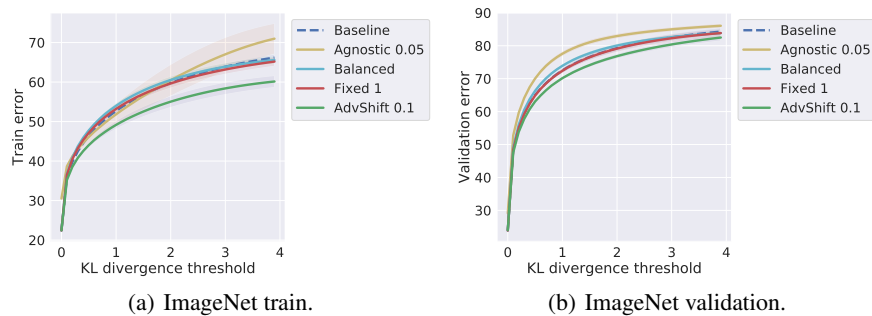 Train error
70
60
50
40
30
20
0 1 2 3 4
KL divergence threshold
Baseline
Agnostic 0.05
Balanced
Fixed 1
AdvShift 0.1
(a) ImageNet train.
Validation error
90
80
70
60
50
40
30
0 1 2 3 4
KL divergence threshold
Baseline
Agnostic 0.05
Balanced
Fixed 1
AdvShift 0.1
(b) ImageNet validation.